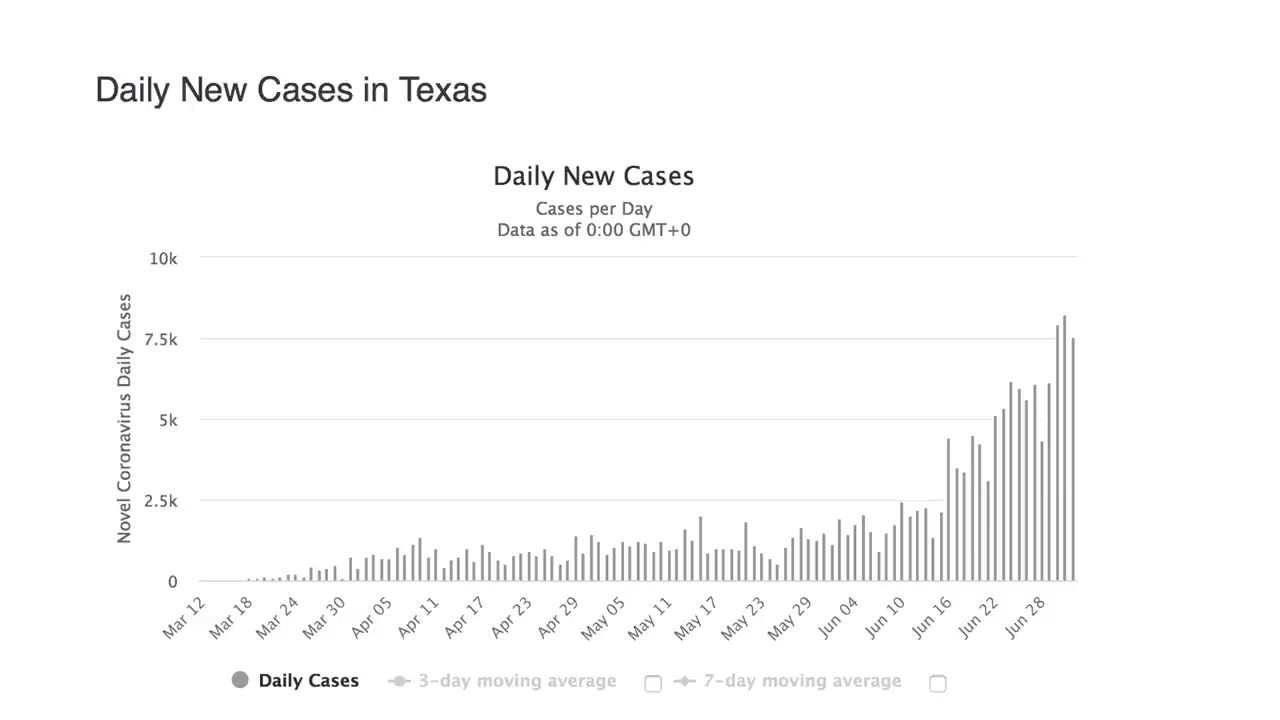 Daily New Cases in Texas
Daily New Cases
Cases per Day
Data as of 0:00 GMT+0
Novel Coronavirus Daily Cases
10k
7.5k
5k
2.5k
0
Mar 12
Mar 18
Mar 24
Mar 30
Apr 05
Apr 11
Apr 17
Apr 23
Apr 29
May 05
May 11
May 17
May 23
May 29
Jun 04
Jun 10
Jun 16
Jun 22
Jun 28
Daily Cases
3-day moving average
7-day moving average